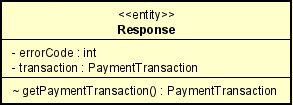 <<entity>>
Response
- errorCode : int
- transaction : PaymentTransaction
~ getPaymentTransaction() : PaymentTransaction